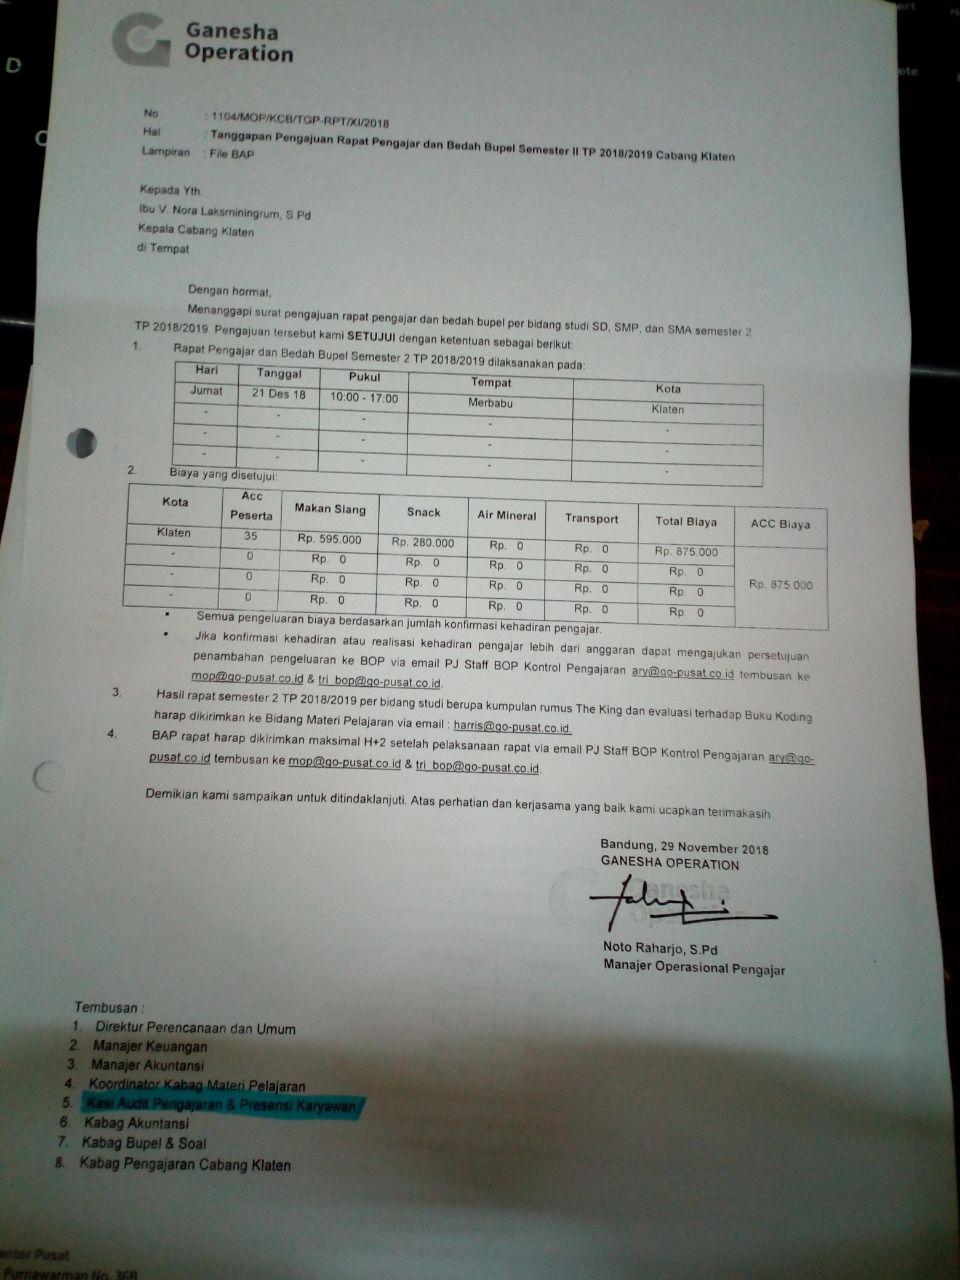 Ganesha
Operation
No : 1104/MOP/KCB/TGP-RPT/XI/2018
Hal : Tanggapan Pengajuan Rapat Pengajar dan Bedah Bupel Semester II TP 2018/2019 Cabang Klaten
Lampiran : File BAP
Kepada Yth.
Ibu V. Nora Laksminingrum, S Pd
Kepala Cabang Klaten
di Tempat
Dengan hormat,
Menanggapi surat pengajuan rapat pengajar dan bedah bupel per bidang studi SD, SMP, dan SMA semester 2
TP 2018/2019. Pengajuan tersebut kami SETUJUI dengan ketentuan sebagai berikut:
1. Rapat Pengajar dan Bedah Bupel Semester 2 TP 2018/2019 dilaksanakan pada:
Hari Tanggal Pukul Tempat Kota
Jumat 21 Des 18 10:00 - 17:00 Merbabu Klaten
- - - - -
- - - - -
- - - - -
2. Biaya yang disetujui:
Kota Acc Peserta Makan Siang Snack Air Mineral Transport Total Biaya ACC Biaya
Klaten 35 Rp. 595.000 Rp. 280.000 Rp. 0 Rp. 0 Rp. 875.000 Rp. 875.000
- 0 Rp. 0 Rp. 0 Rp. 0 Rp. 0 Rp. 0
- 0 Rp. 0 Rp. 0 Rp. 0 Rp. 0 Rp. 0
- 0 Rp. 0 Rp. 0 Rp. 0 Rp. 0 Rp. 0
▪ Semua pengeluaran biaya berdasarkan jumlah konfirmasi kehadiran pengajar.
▪ Jika konfirmasi kehadiran atau realisasi kehadiran pengajar lebih dari anggaran dapat mengajukan persetujuan
penambahan pengeluaran ke BOP via email PJ Staff BOP Kontrol Pengajaran ary@go-pusat.co.id tembusan ke
mop@go-pusat.co.id & tri_bop@go-pusat.co.id.
3. Hasil rapat semester 2 TP 2018/2019 per bidang studi berupa kumpulan rumus The King dan evaluasi terhadap Buku Koding
harap dikirimkan ke Bidang Materi Pelajaran via email : harris@go-pusat.co.id.
4. BAP rapat harap dikirimkan maksimal H+2 setelah pelaksanaan rapat via email PJ Staff BOP Kontrol Pengajaran ary@go-
pusat.co.id tembusan ke mop@go-pusat.co.id & tri_bop@go-pusat.co.id.
Demikian kami sampaikan untuk ditindaklanjuti. Atas perhatian dan kerjasama yang baik kami ucapkan terimakasih
Bandung, 29 November 2018
GANESHA OPERATION
Ganesha
Operation
Noto Raharjo, S.Pd
Manajer Operasional Pengajar
Tembusan :
1. Direktur Perencanaan dan Umum
2. Manajer Keuangan
3. Manajer Akuntansi
4. Koordinator Kabag Materi Pelajaran
5. Kasi Audit Pengajaran & Presensi Karyawan
6. Kabag Akuntansi
7. Kabag Bupel & Soal
8. Kabag Pengajaran Cabang Klaten
Pusat
Purnawarman No. 36B